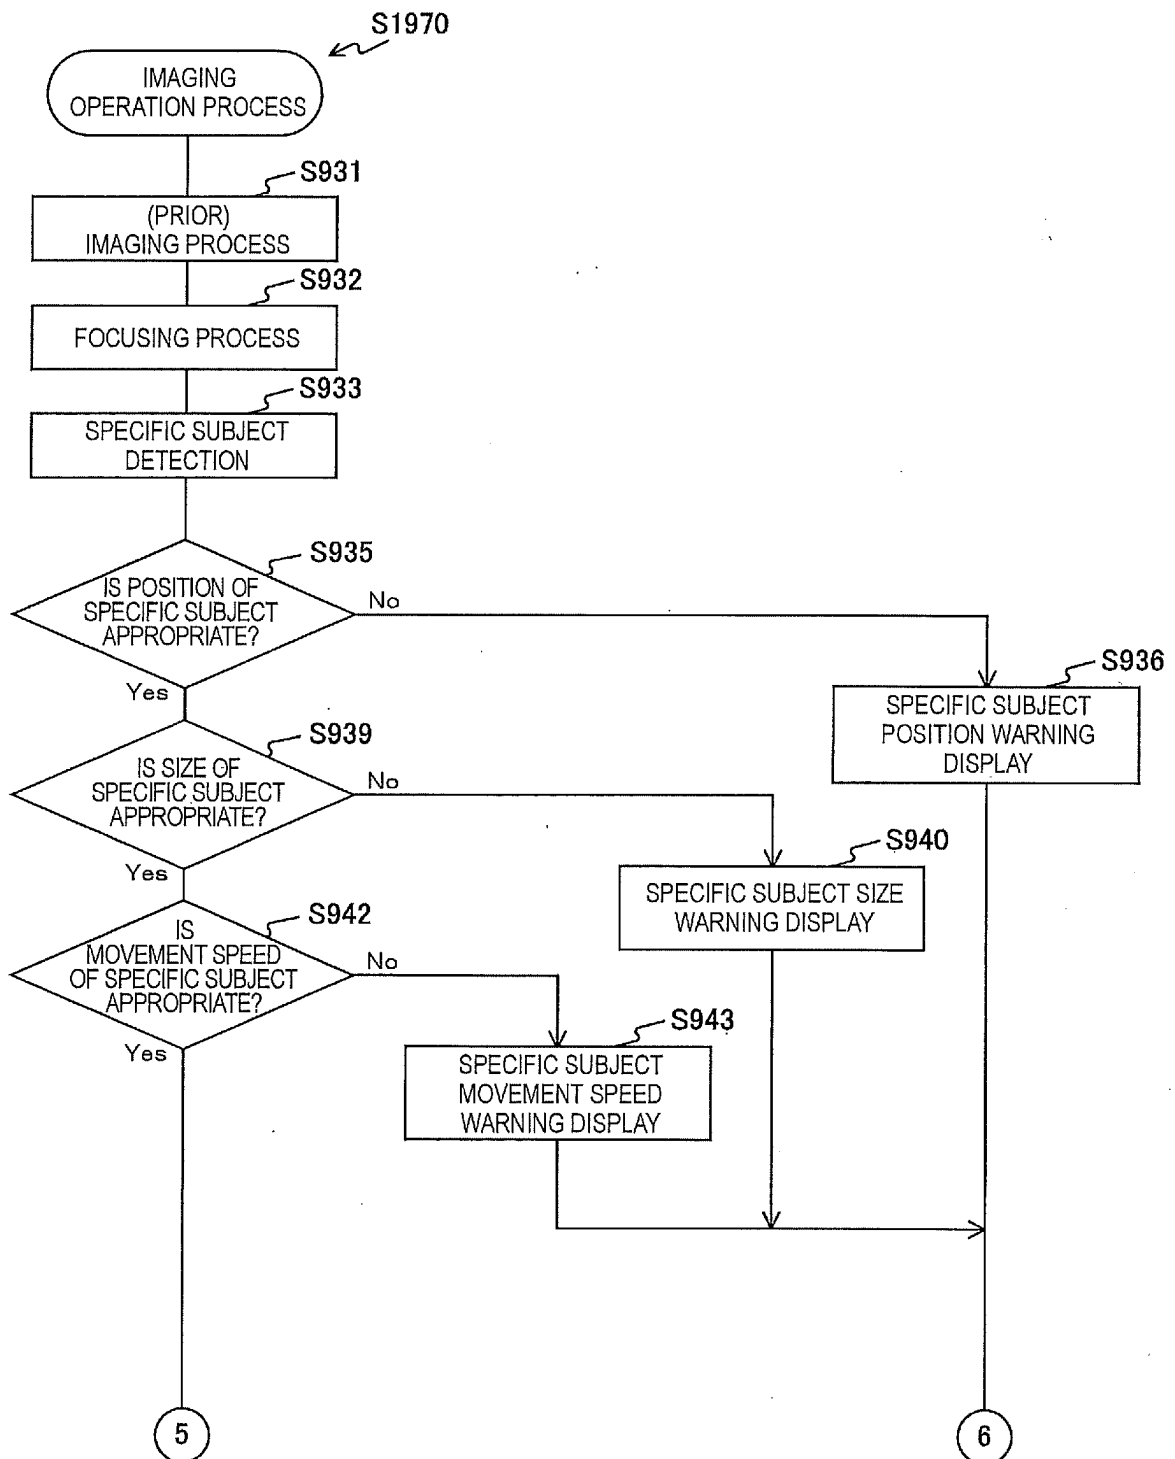 S1970
IMAGING
OPERATION PROCESS
S931
(PRIOR)
IMAGING PROCESS
S932
FOCUSING PROCESS
S933
SPECIFIC SUBJECT
DETECTION
S935
IS POSITION OF
SPECIFIC SUBJECT
APPROPRIATE?
No
Yes
S936
SPECIFIC SUBJECT
POSITION WARNING
DISPLAY
S939
IS SIZE OF
SPECIFIC SUBJECT
APPROPRIATE?
No
Yes
S940
SPECIFIC SUBJECT SIZE
WARNING DISPLAY
S942
IS
MOVEMENT SPEED
OF SPECIFIC SUBJECT
APPROPRIATE?
No
Yes
S943
SPECIFIC SUBJECT
MOVEMENT SPEED
WARNING DISPLAY
5
6